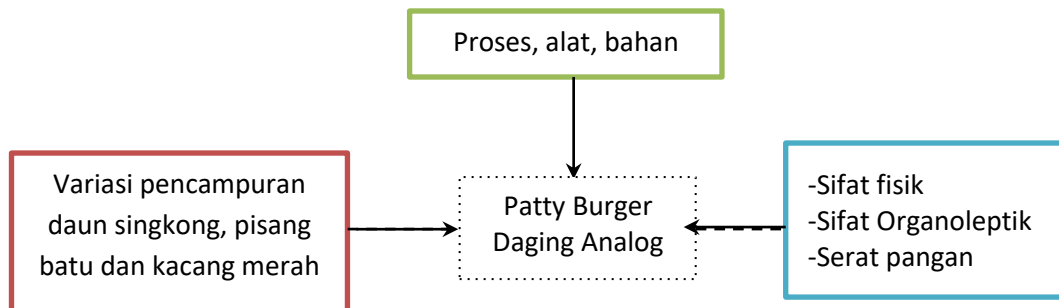 Proses, alat, bahan
Variasi pencampuran
daun singkong, pisang
batu dan kacang merah
Patty Burger
Daging Analog
-Sifat fisik
-Sifat Organoleptik
-Serat pangan